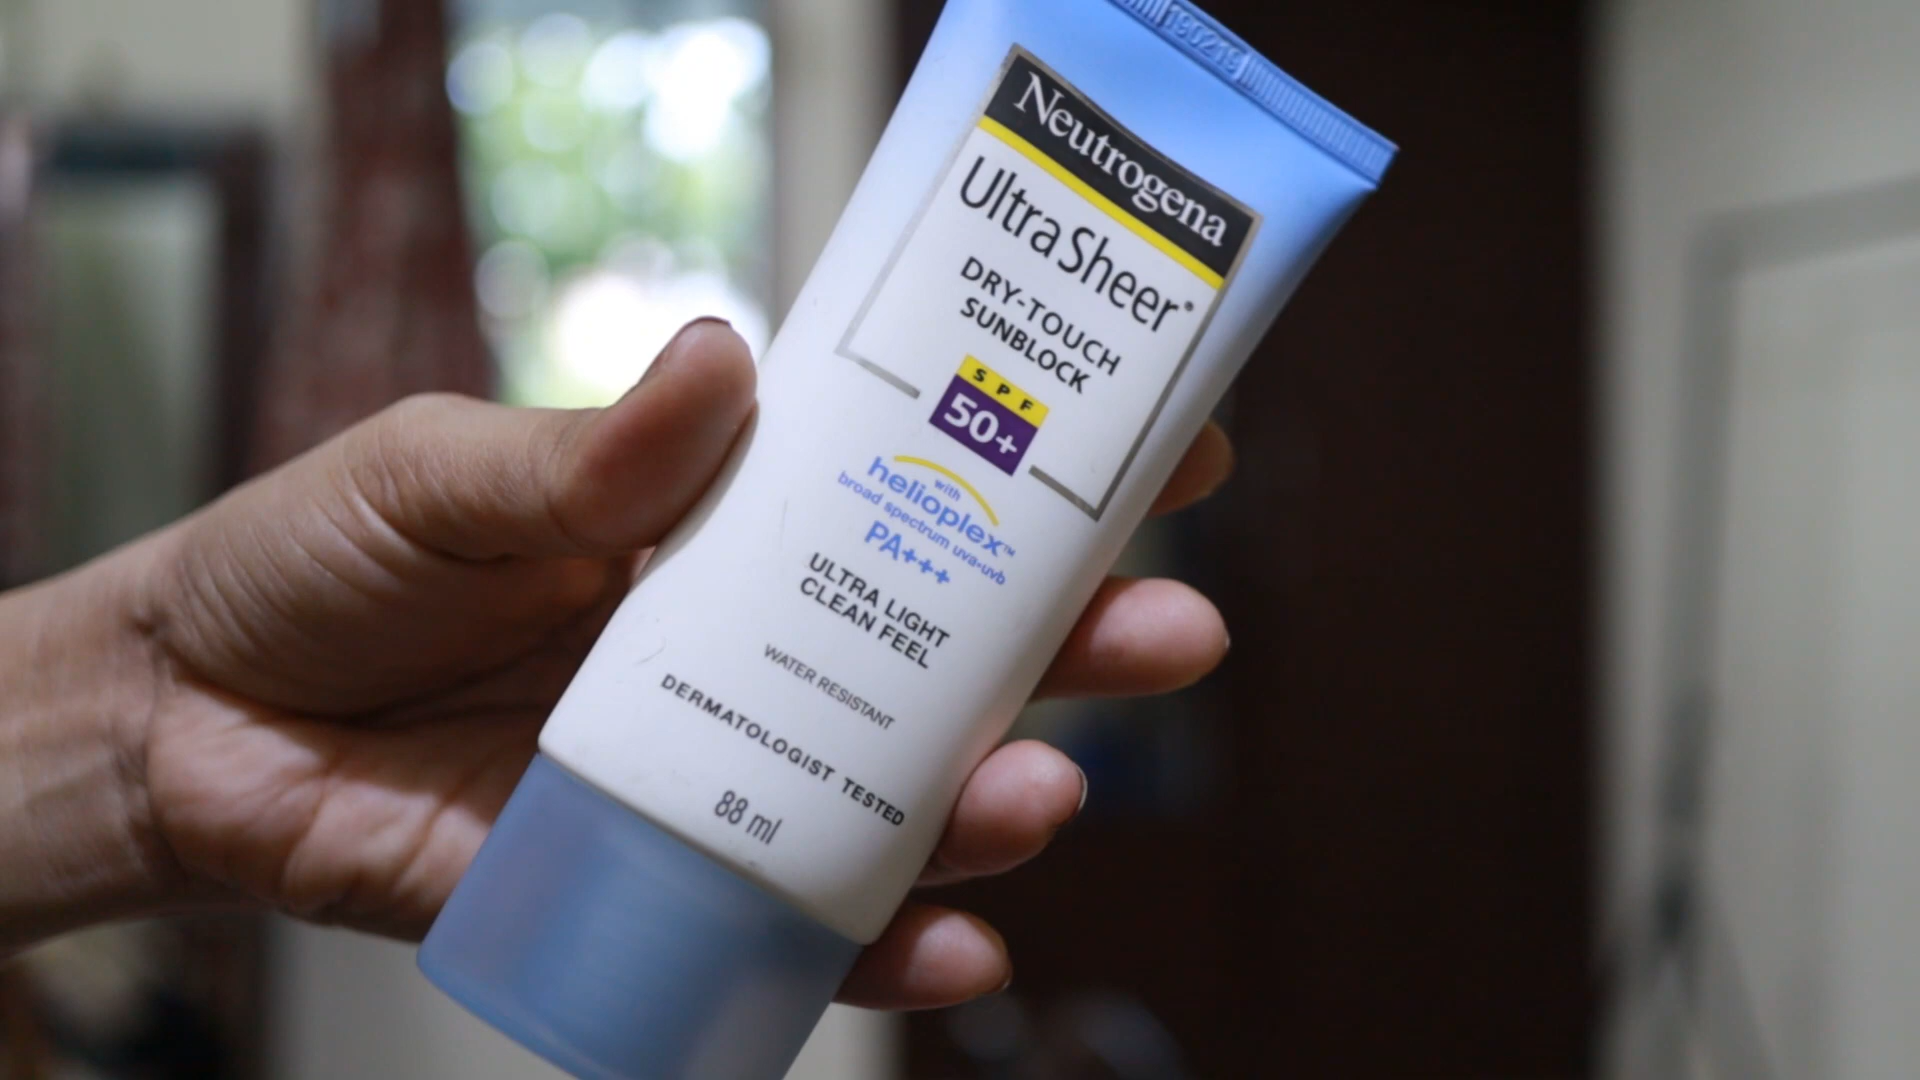 Neutrogena
Ultra Sheer®
DRY-TOUCH
SUNBLOCK
SPF
50+
with
helioplex™
broad spectrum uva•uvb
PA+++
ULTRA LIGHT
CLEAN FEEL
WATER RESISTANT
DERMATOLOGIST TESTED
88 ml